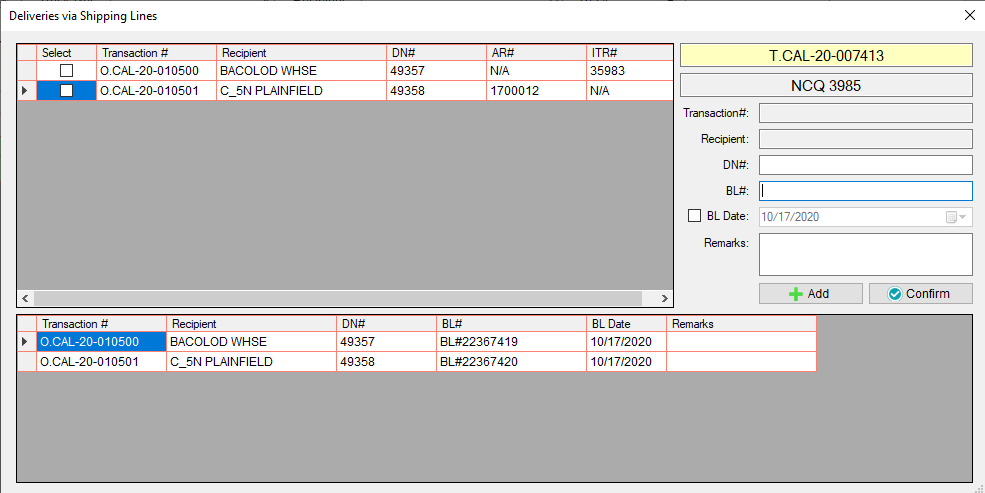 Deliveries via Shipping Lines
Select Transaction # Recipient DN# AR# ITR#
O.CAL-20-010500 BACOLOD WHSE 49357 N/A 35983
O.CAL-20-010501 C_5N PLAINFIELD 49358 1700012 N/A
T.CAL-20-007413
NCQ 3985
Transaction#:
Recipient:
DN#:
BL#:
BL Date: 10/17/2020
Remarks:
Add Confirm
Transaction # Recipient DN# BL# BL Date Remarks
O.CAL-20-010500 BACOLOD WHSE 49357 BL#22367419 10/17/2020
O.CAL-20-010501 C_5N PLAINFIELD 49358 BL#22367420 10/17/2020